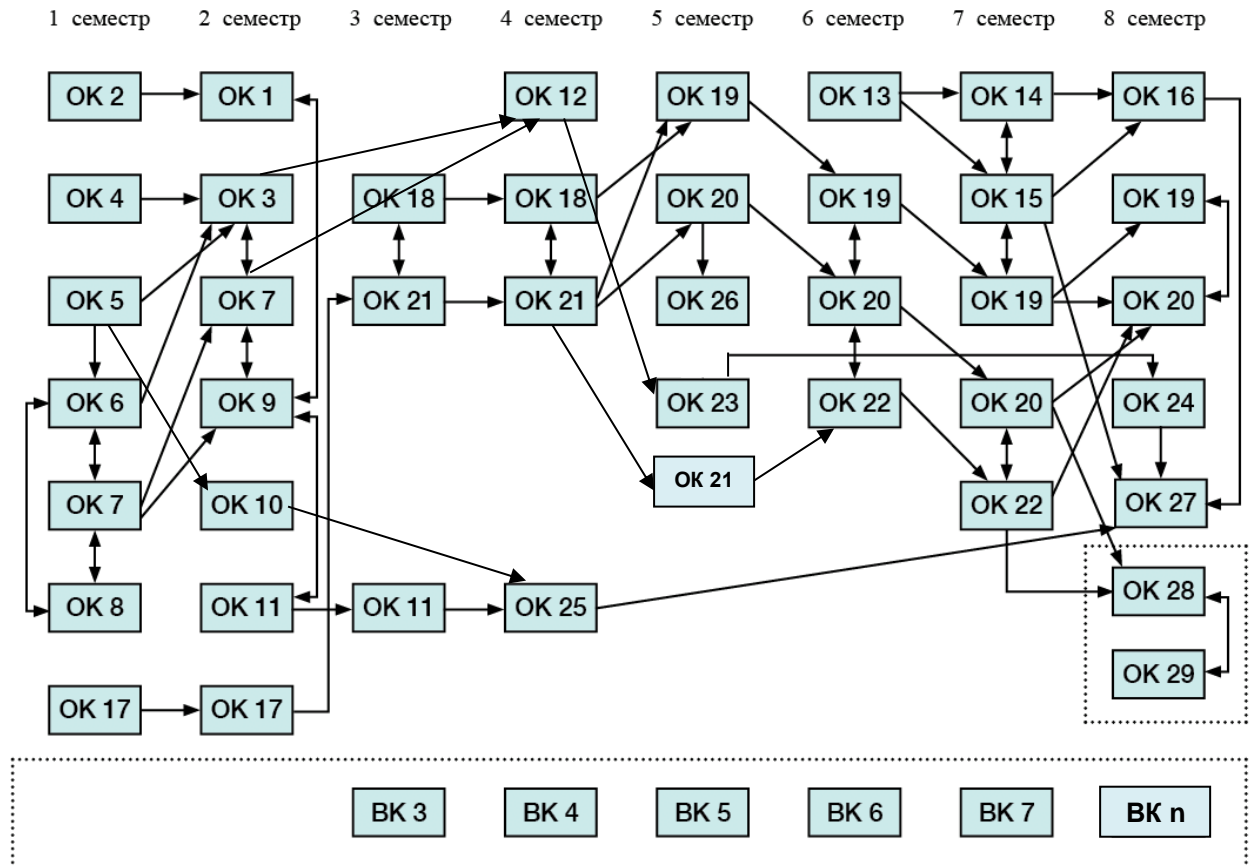 1 семестр 2 семестр 3 семестр 4 семестр 5 семестр 6 семестр 7 семестр 8 семестр
ОК 2 ОК 1 ОК 12 ОК 19 ОК 13 ОК 14 ОК 16
ОК 4 ОК 3 ОК 18 ОК 18 ОК 20 ОК 19 ОК 15 ОК 19
ОК 5 ОК 7 ОК 21 ОК 21 ОК 26 ОК 20 ОК 19 ОК 20
ОК 6 ОК 9 ОК 23 ОК 22 ОК 20 ОК 24
ОК 21
ОК 7 ОК 10 ОК 22 ОК 27
ОК 8 ОК 11 ОК 11 ОК 25 ОК 28
ОК 29
ОК 17 ОК 17
ВК 3 ВК 4 ВК 5 ВК 6 ВК 7 ВК n